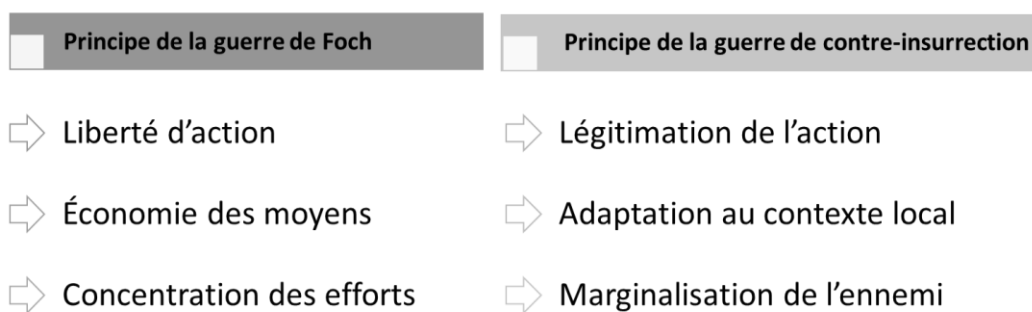 Principe de la guerre de Foch
Liberté d’action
Économie des moyens
Concentration des efforts
Principe de la guerre de contre-insurrection
Légitimation de l’action
Adaptation au contexte local
Marginalisation de l’ennemi